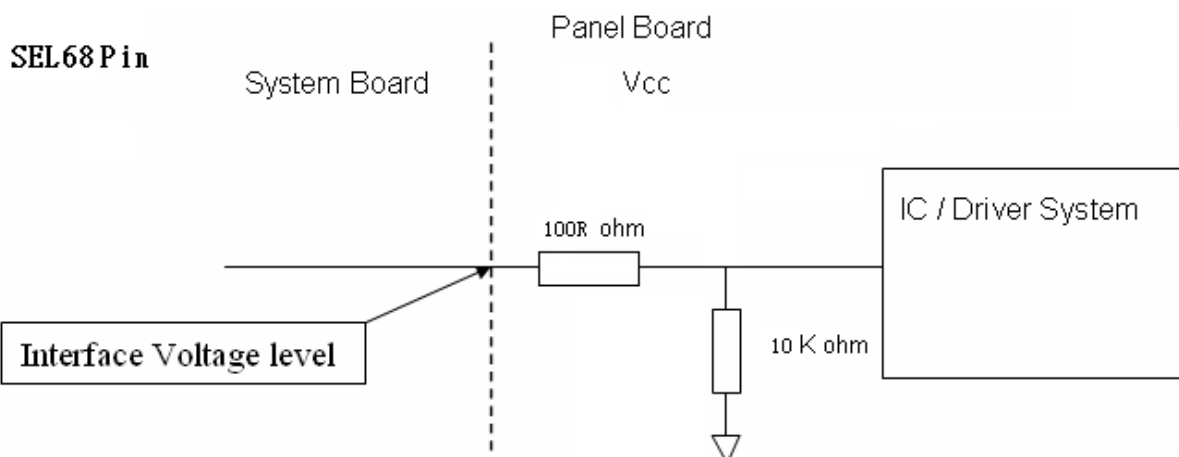 Panel Board
SEL68 Pin
System Board
Vcc
IC / Driver System
100R ohm
Interface Voltage level
10 K ohm